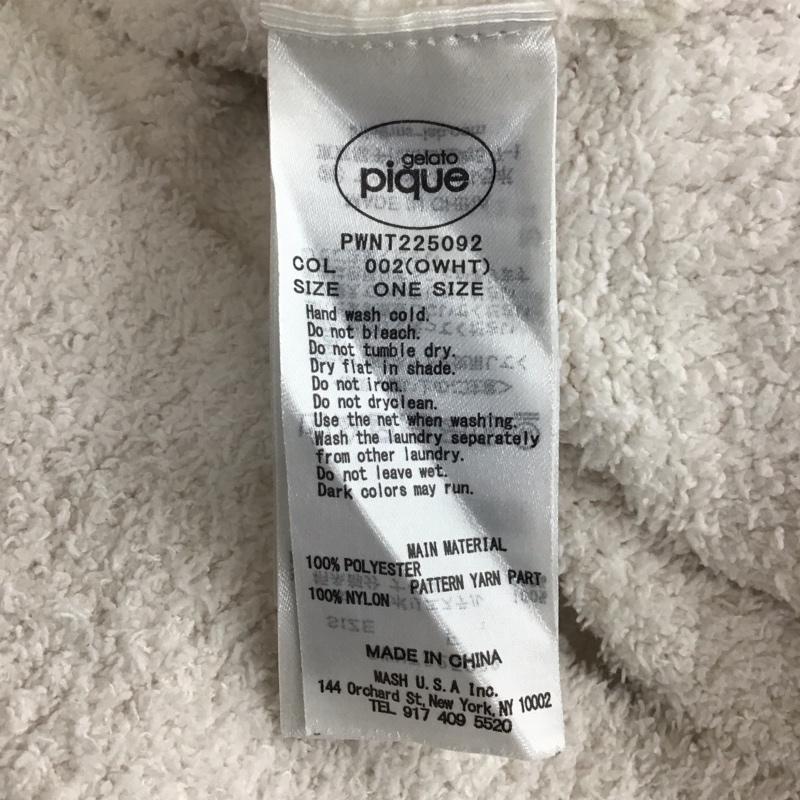 gelato
pique
PWNT225092
COL 002(OWHT)
SIZE ONE SIZE
Hand wash cold.
Do not bleach.
Do not tumble dry.
Dry flat in shade.
Do not iron.
Do not dryclean.
Use the net when washing.
Wash the laundry separately
from other laundry.
Do not leave wet.
Dark colors may run.
MAIN MATERIAL
100% POLYESTER
PATTERN YARN PART
100% NYLON
MADE IN CHINA
MASH U.S.A Inc.
144 Orchard St, New York, NY 10002
TEL 917 409 5520